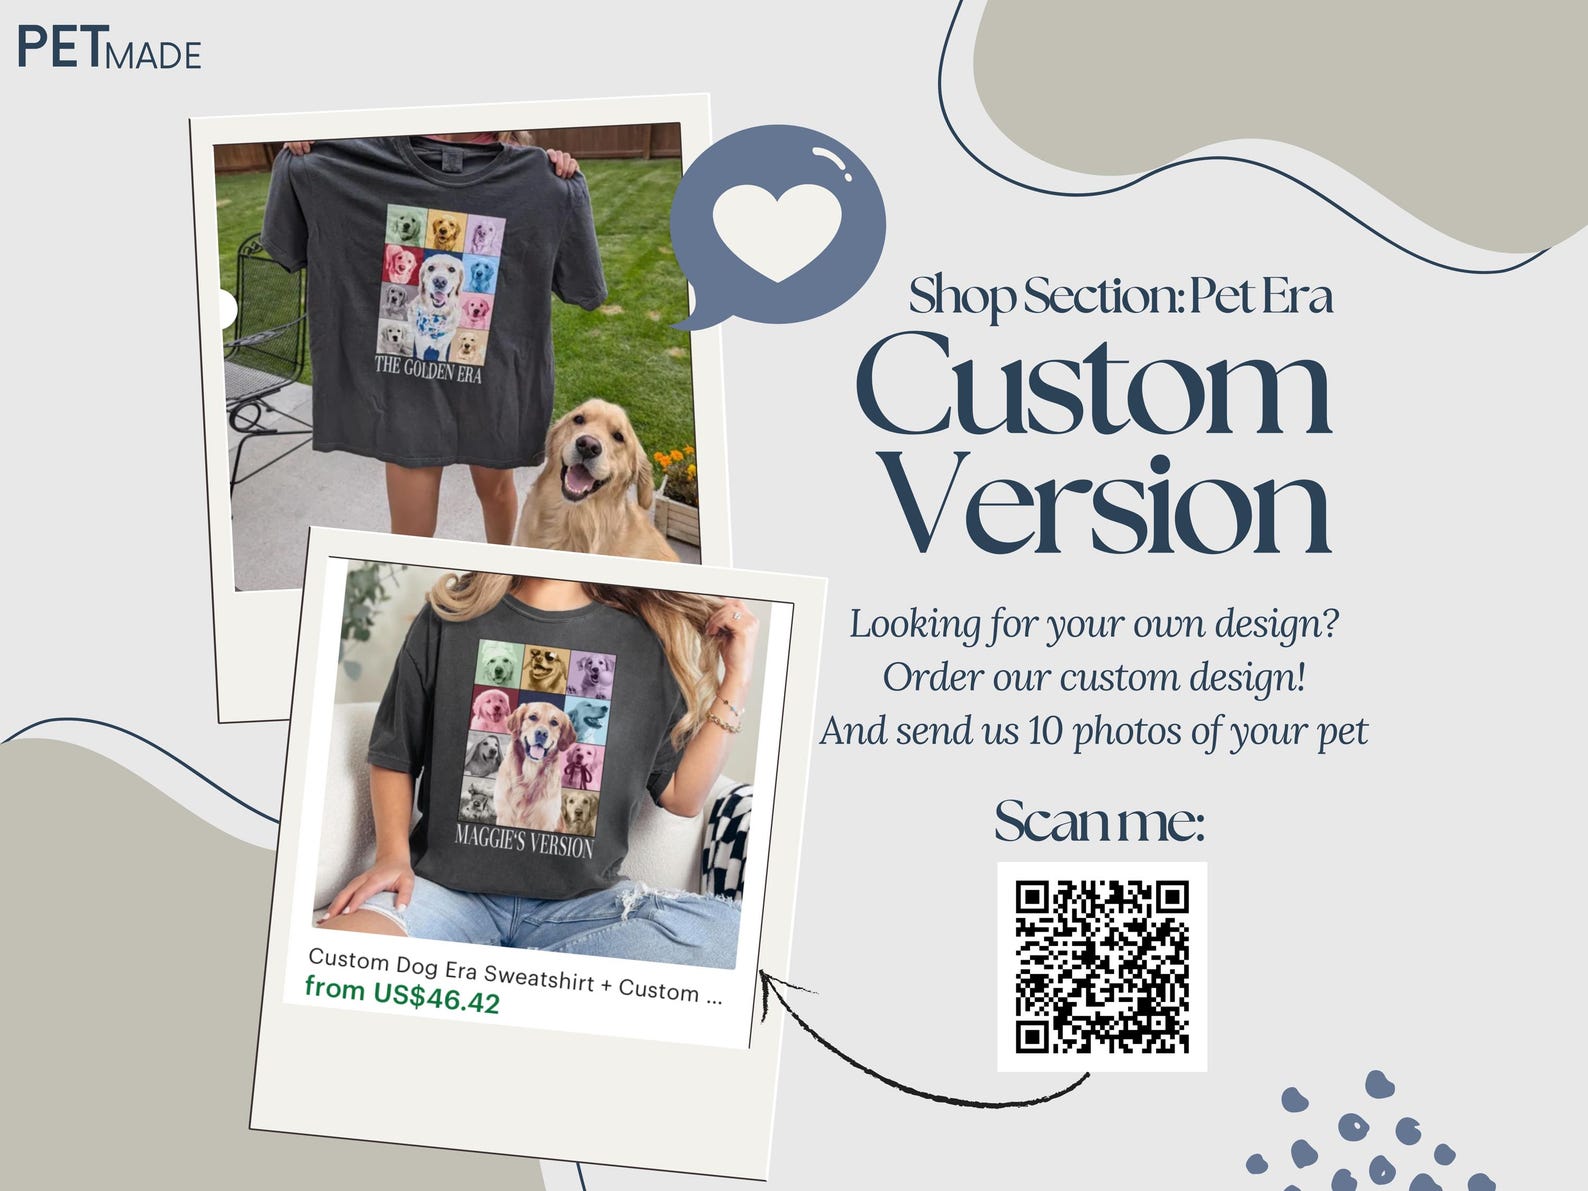 PETMADE
THE GOLDEN ERA
MAGGIE'S VERSION
Custom Dog Era Sweatshirt + Custom ...
from US$46.42
Shop Section: Pet Era
Custom
Version
Looking for your own design?
Order our custom design!
And send us 10 photos of your pet
Scan me: